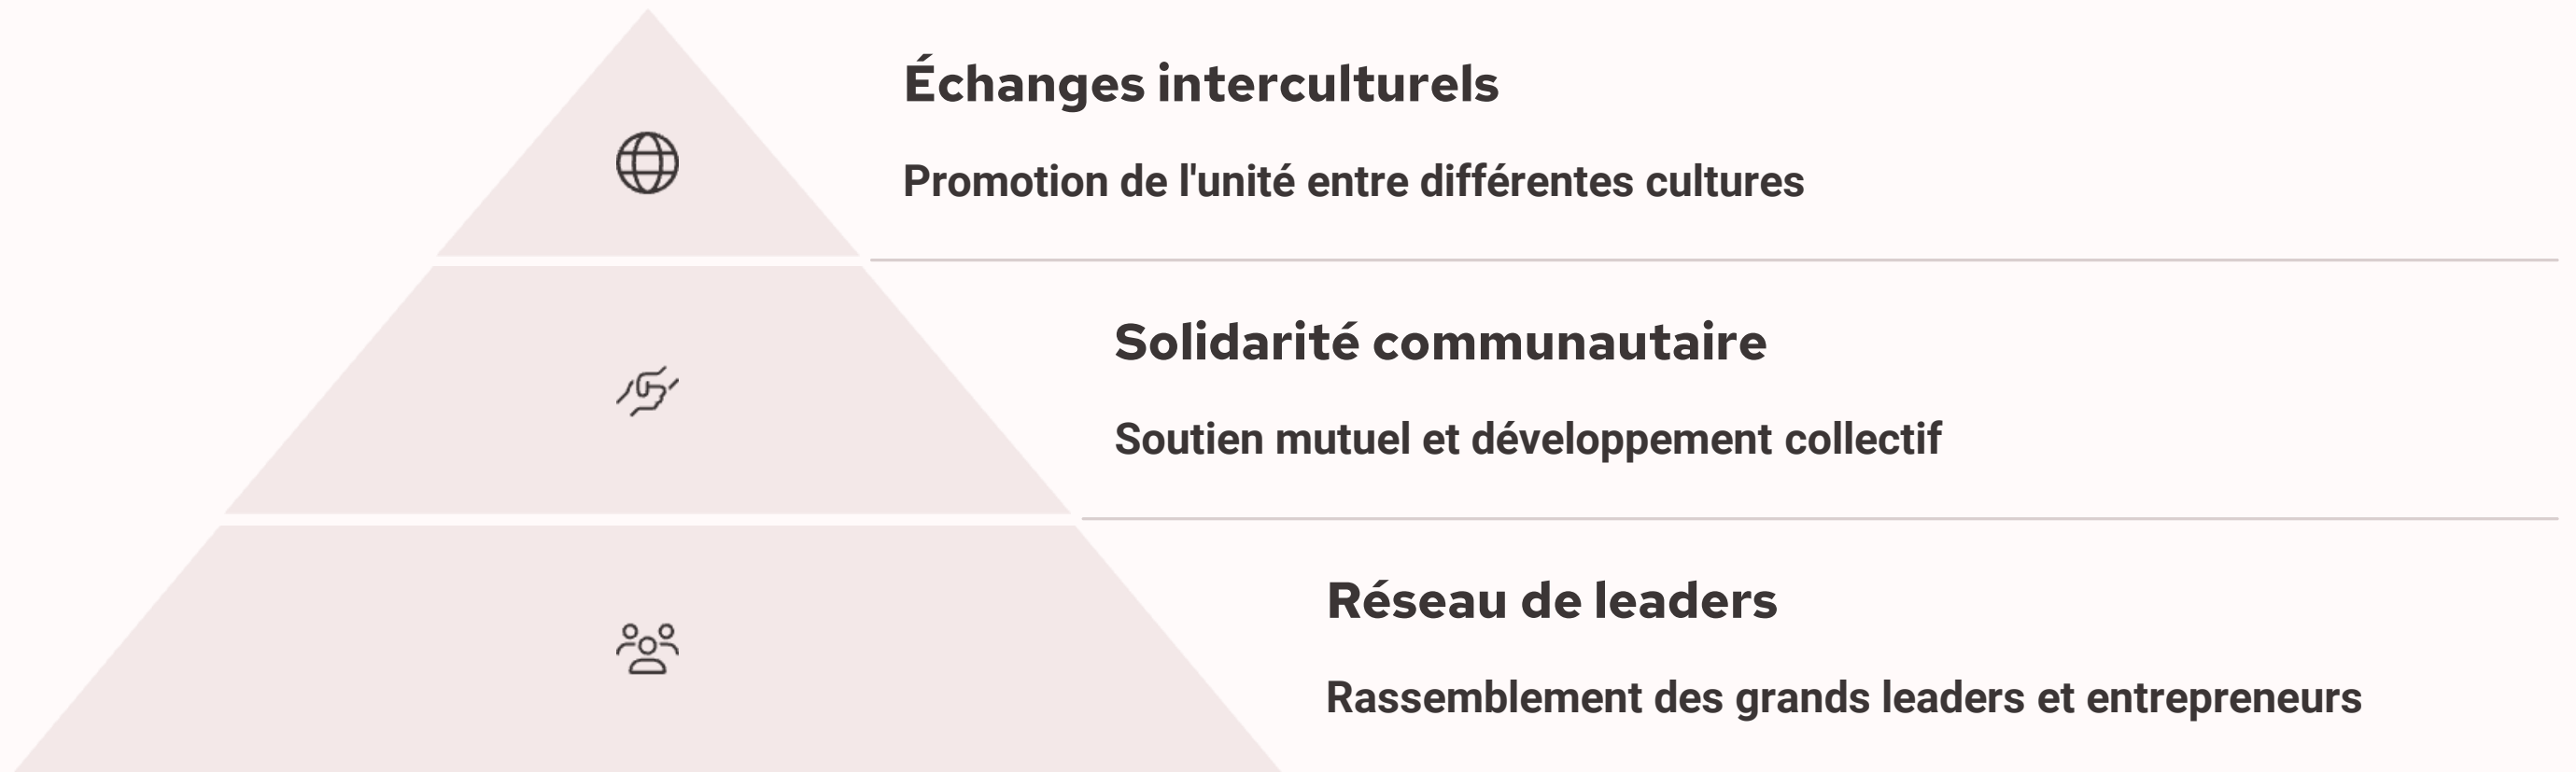 Échanges interculturels
Promotion de l'unité entre différentes cultures
Solidarité communautaire
Soutien mutuel et développement collectif
Réseau de leaders
Rassemblement des grands leaders et entrepreneurs